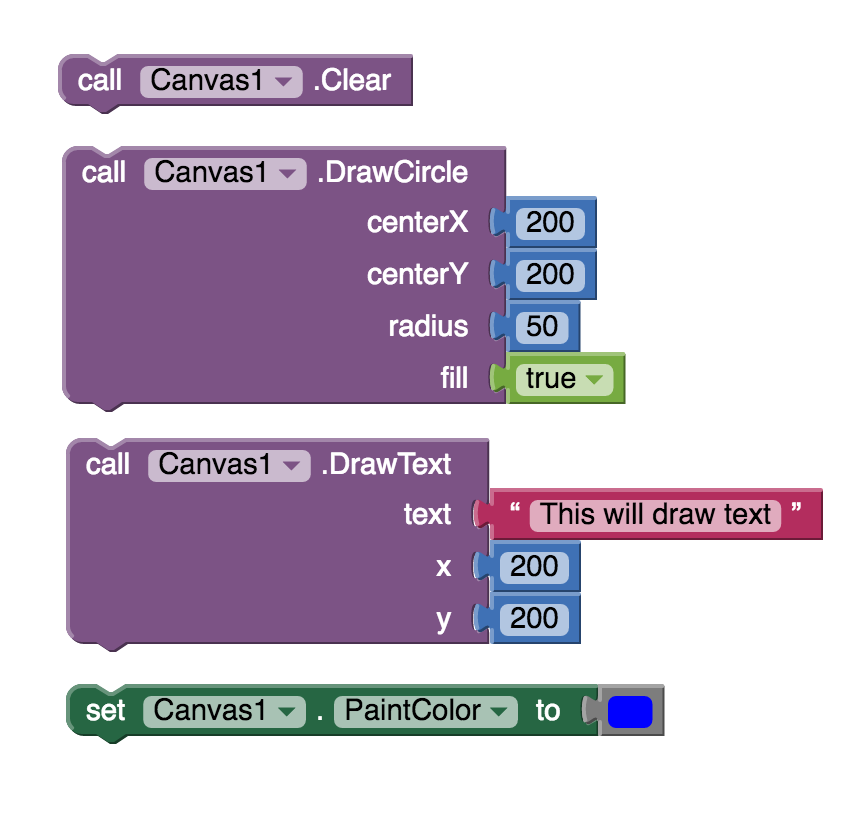 call Canvas1 .Clear
call Canvas1 .DrawCircle
centerX 200
centerY 200
radius 50
fill true
call Canvas1 .DrawText
text “ This will draw text ”
x 200
y 200
set Canvas1 . PaintColor to